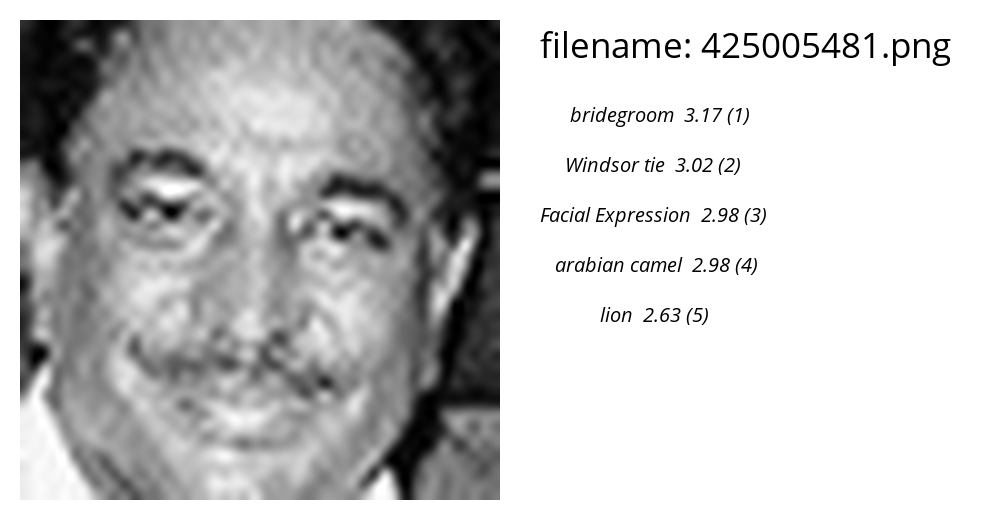 filename: 425005481.png
bridegroom 3.17 (1)
Windsor tie 3.02 (2)
Facial Expression 2.98 (3)
arabian camel 2.98 (4)
lion 2.63 (5)